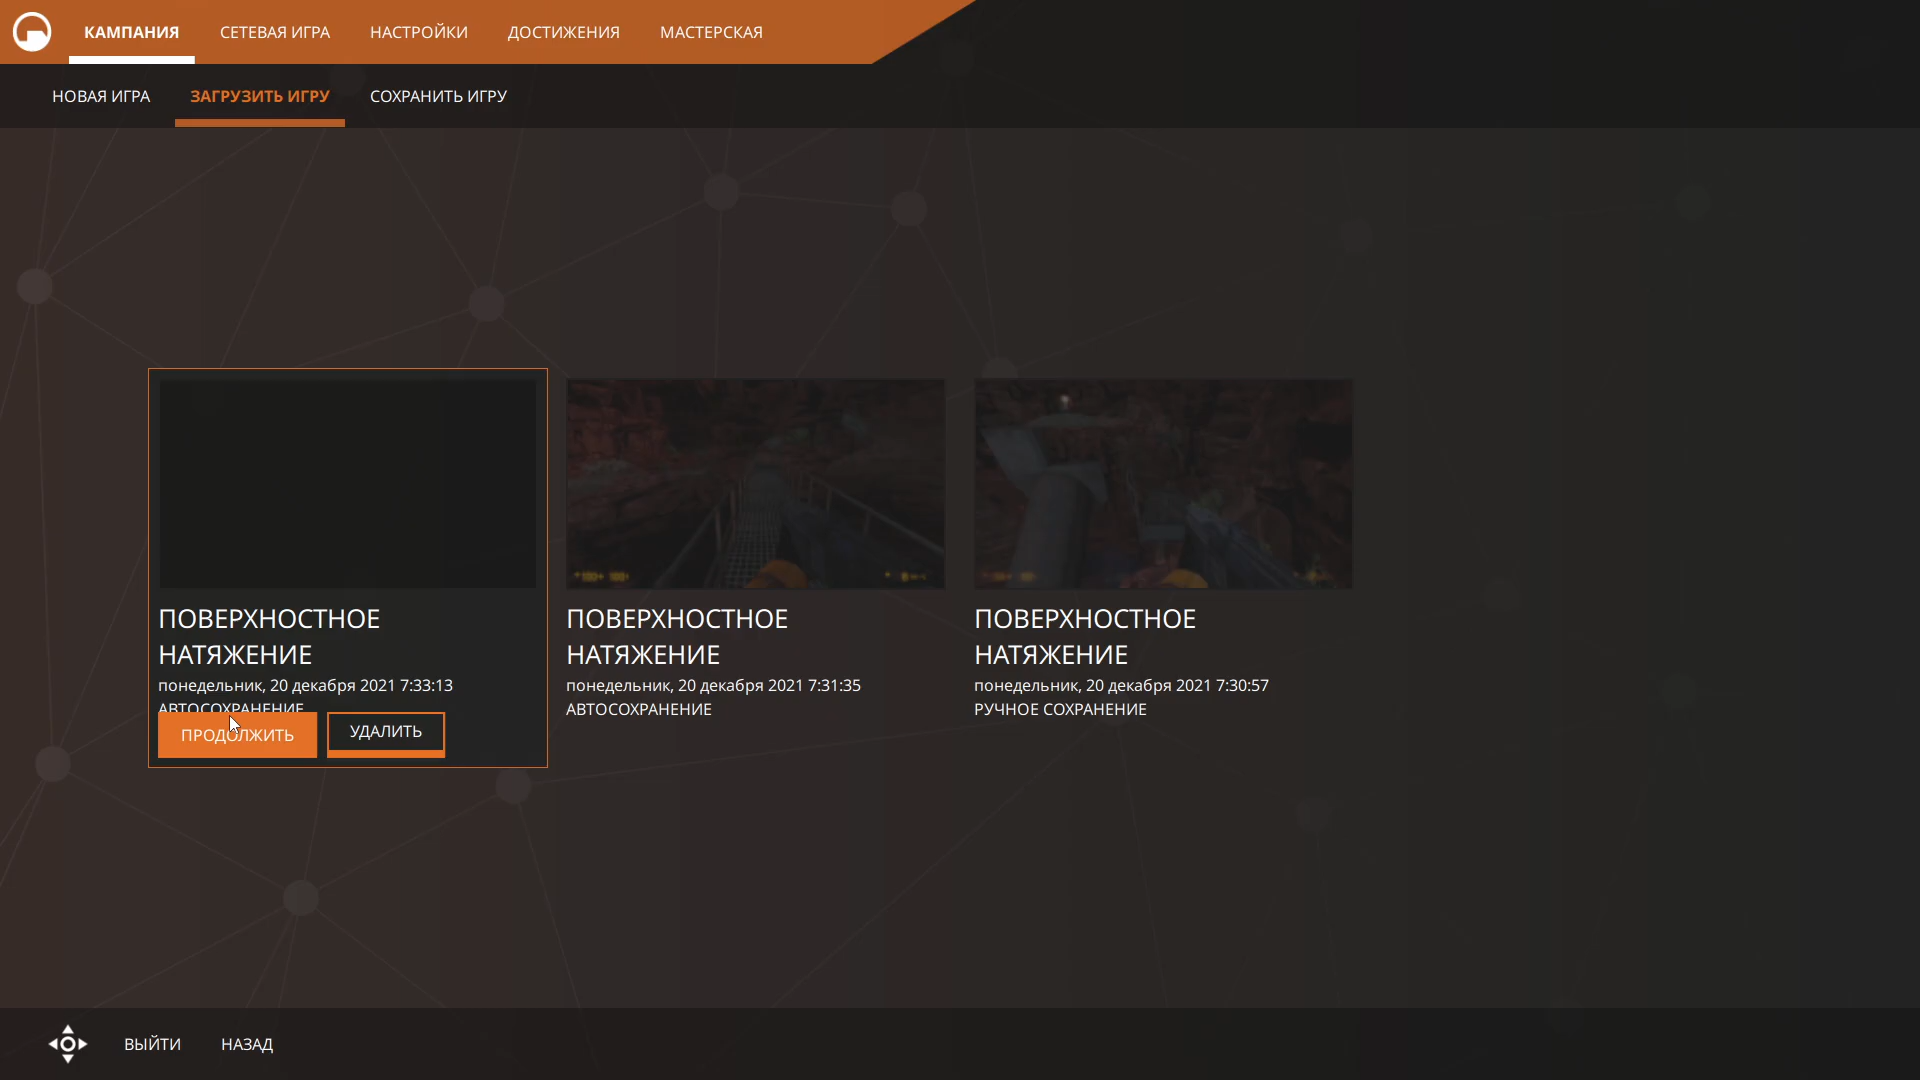 КАМПАНИЯ СЕТЕВАЯ ИГРА НАСТРОЙКИ ДОСТИЖЕНИЯ МАСТЕРСКАЯ
НОВАЯ ИГРА ЗАГРУЗИТЬ ИГРУ СОХРАНИТЬ ИГРУ
ПОВЕРХНОСТНОЕ
НАТЯЖЕНИЕ
понедельник, 20 декабря 2021 7:33:13
АВТОСОХРАНЕНИЕ
ПРОДОЛЖИТЬ УДАЛИТЬ
ПОВЕРХНОСТНОЕ
НАТЯЖЕНИЕ
понедельник, 20 декабря 2021 7:31:35
АВТОСОХРАНЕНИЕ
ПОВЕРХНОСТНОЕ
НАТЯЖЕНИЕ
понедельник, 20 декабря 2021 7:30:57
РУЧНОЕ СОХРАНЕНИЕ
ВЫЙТИ НАЗАД